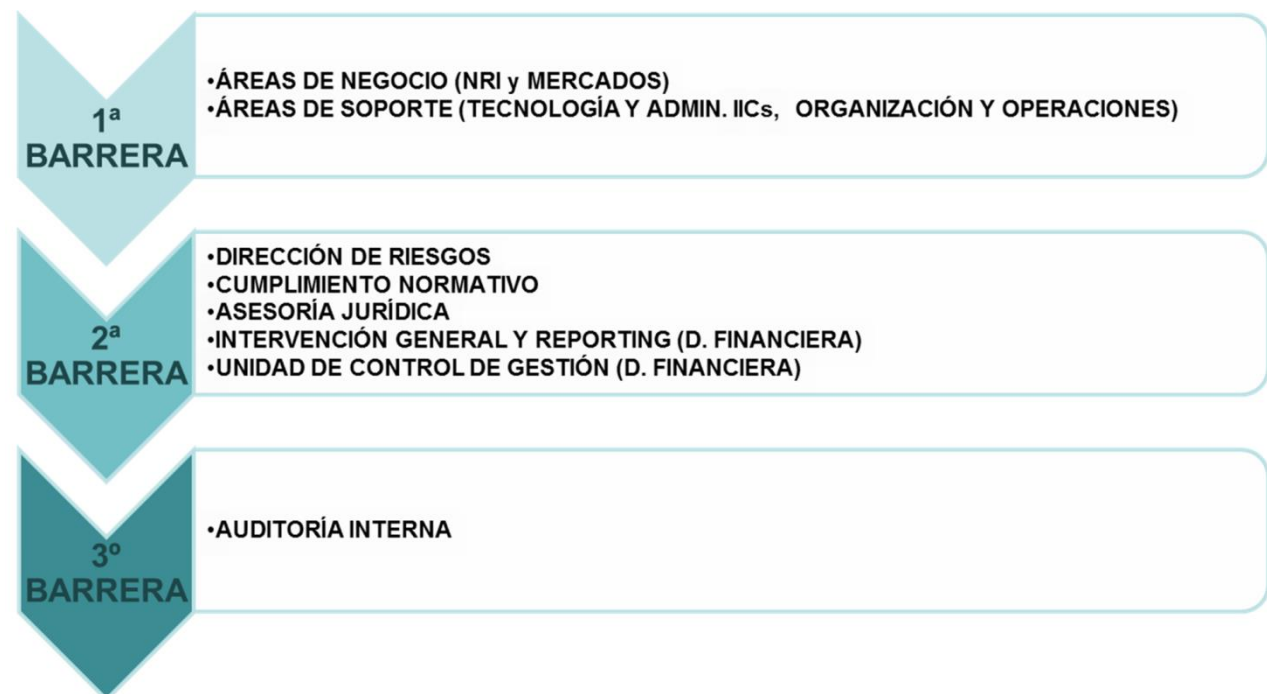 1ª
BARRERA
•ÁREAS DE NEGOCIO (NRI y MERCADOS)
•ÁREAS DE SOPORTE (TECNOLOGÍA Y ADMIN. IICs, ORGANIZACIÓN Y OPERACIONES)
2ª
BARRERA
•DIRECCIÓN DE RIESGOS
•CUMPLIMIENTO NORMATIVO
•ASESORÍA JURÍDICA
•INTERVENCIÓN GENERAL Y REPORTING (D. FINANCIERA)
•UNIDAD DE CONTROL DE GESTIÓN (D. FINANCIERA)
3º
BARRERA
•AUDITORÍA INTERNA